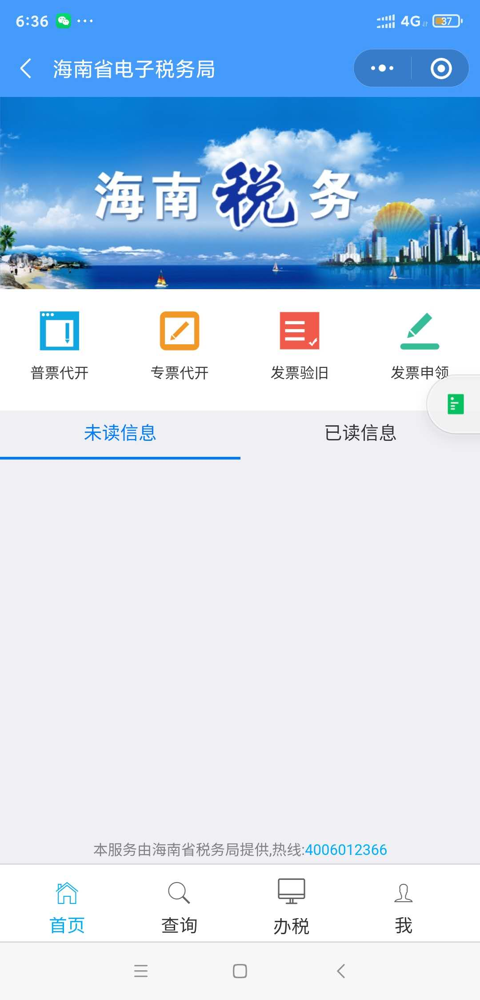 6:36 4G 37
海南省电子税务局
海南税务
普票代开 专票代开 发票验旧 发票申领
未读信息 已读信息
本服务由海南省税务局提供,热线:4006012366
首页 查询 办税 我